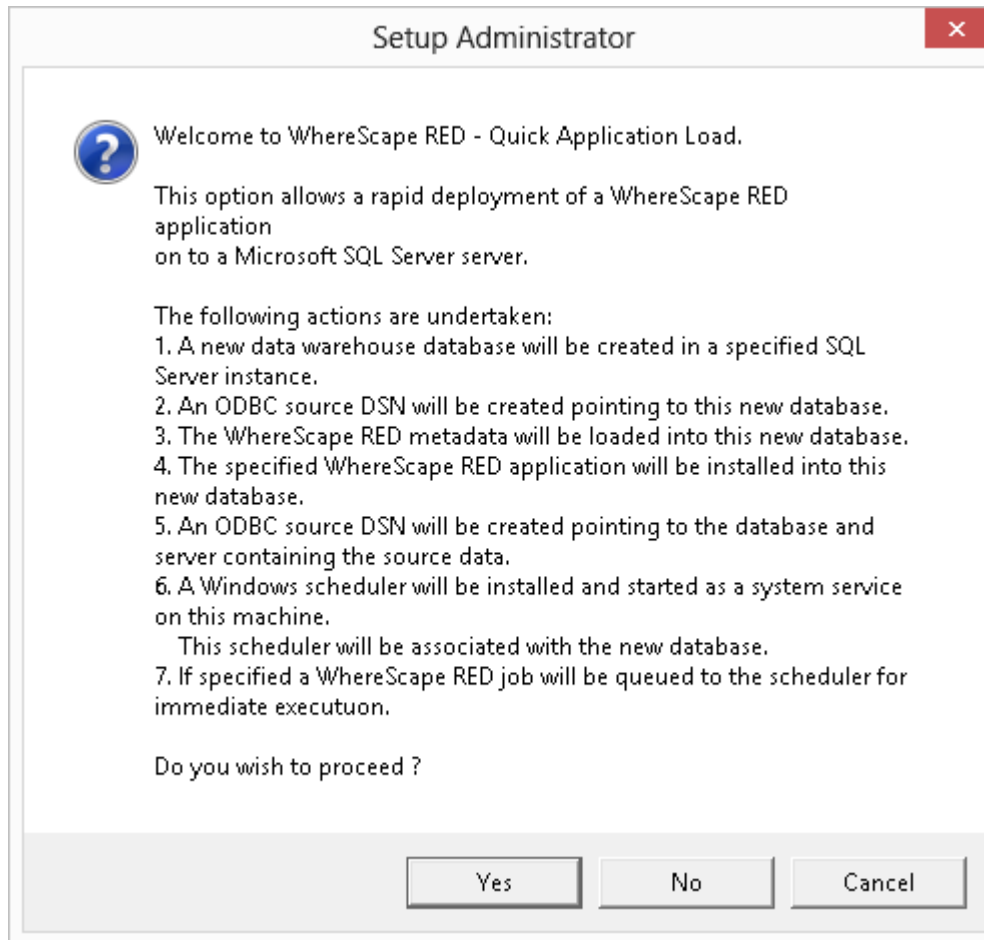 Setup Administrator
Welcome to WhereScape RED - Quick Application Load.
This option allows a rapid deployment of a WhereScape RED
application
on to a Microsoft SQL Server server.
The following actions are undertaken:
1. A new data warehouse database will be created in a specified SQL
Server instance.
2. An ODBC source DSN will be created pointing to this new database.
3. The WhereScape RED metadata will be loaded into this new database.
4. The specified WhereScape RED application will be installed into this
new database.
5. An ODBC source DSN will be created pointing to the database and
server containing the source data.
6. A Windows scheduler will be installed and started as a system service
on this machine.
This scheduler will be associated with the new database.
7. If specified a WhereScape RED job will be queued to the scheduler for
immediate executuon.
Do you wish to proceed ?
Yes No Cancel